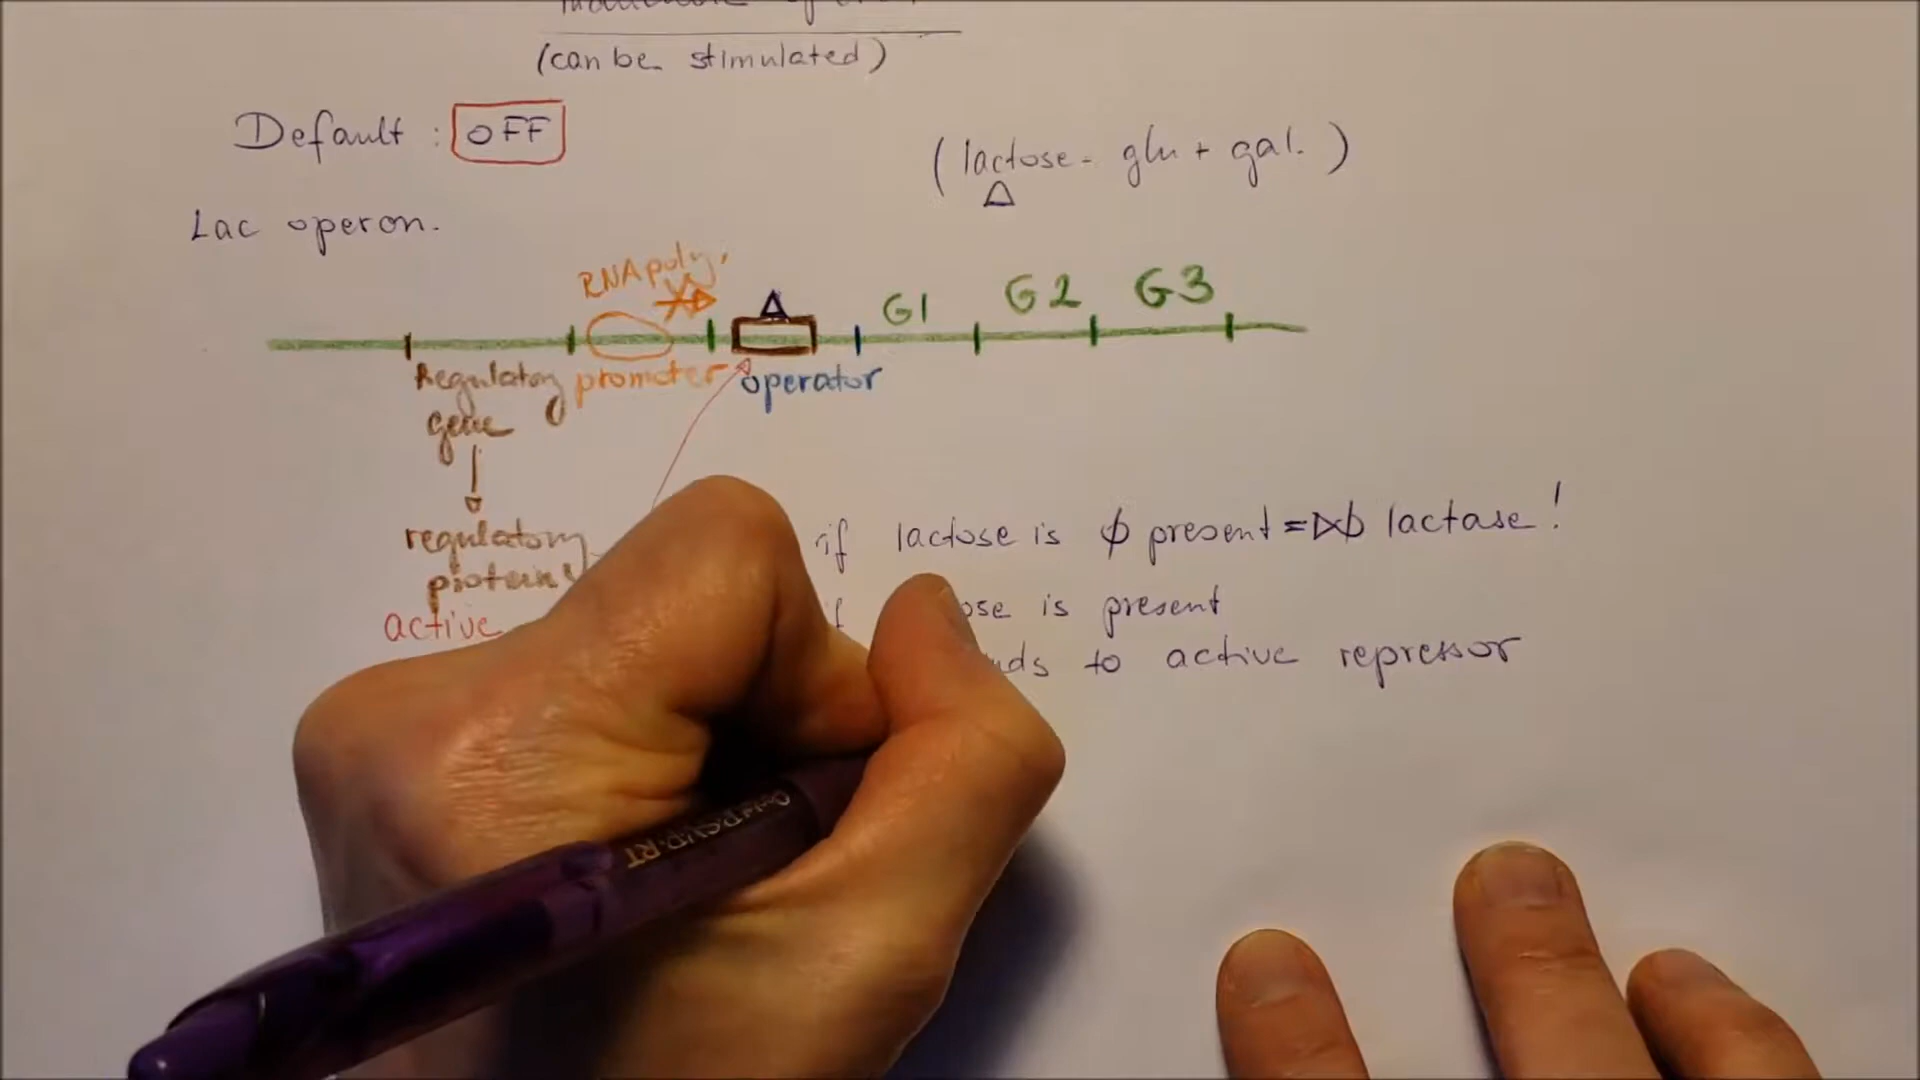 (can be stimulated)
Default : OFF
(lactose = glu + gal. )
Δ
Lac operon.
RNA poly.
Δ
G1 G2 G3
Regulatory gene
promoter
operator
regulatory
protein
active
if lactose is ϕ present => ϕ lactase !
is present
to active repressor